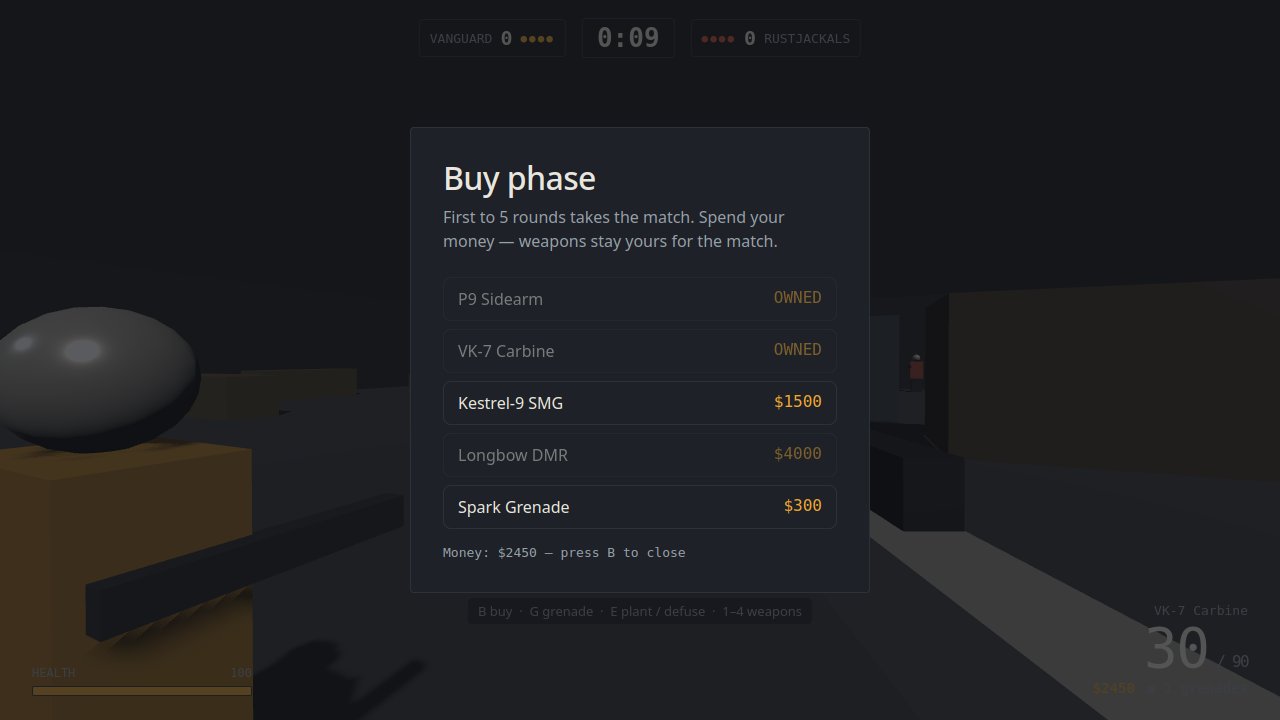 VANGUARD 0
0:09
0 RUSTJACKALS
Buy phase
First to 5 rounds takes the match. Spend your
money — weapons stay yours for the match.
P9 Sidearm OWNED
VK-7 Carbine OWNED
Kestrel-9 SMG $1500
Longbow DMR $4000
Spark Grenade $300
Money: $2450 — press B to close
B buy · G grenade · E plant / defuse · 1–4 weapons
HEALTH 100
VK-7 Carbine
30 / 90
$2450 grenades